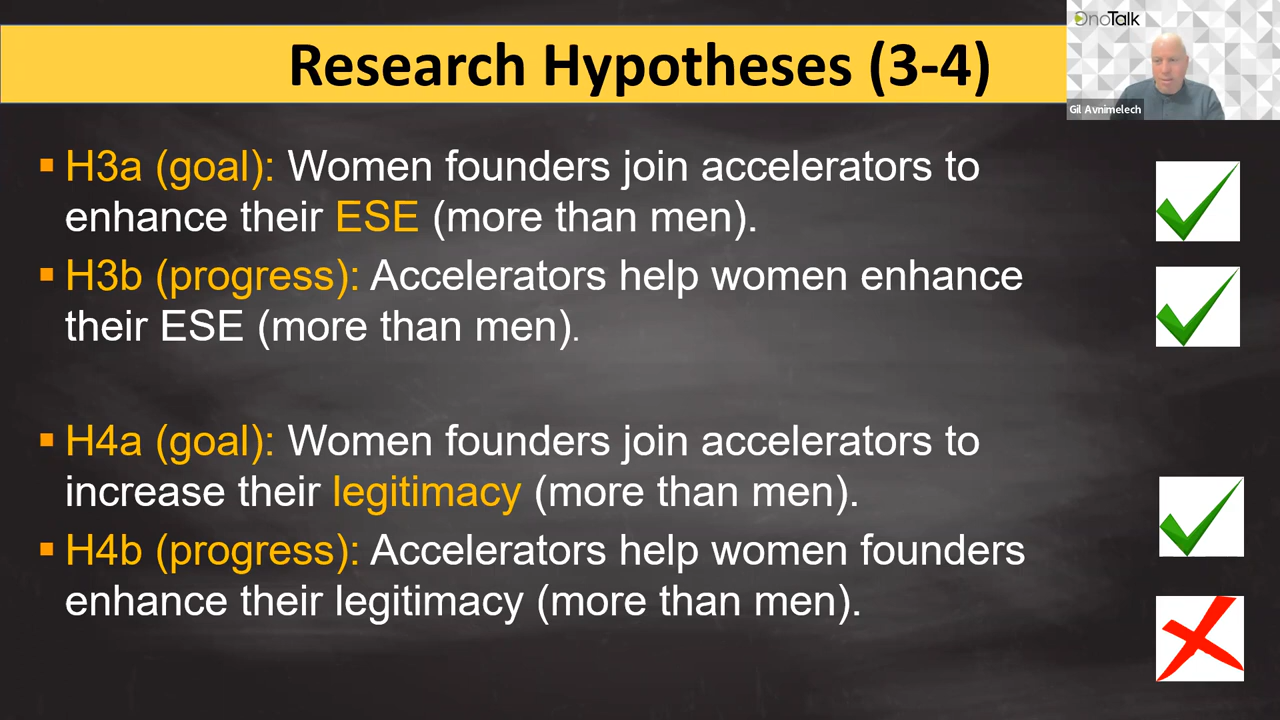 Research Hypotheses (3-4)
OnoTalk
Gil Avnimelech
H3a (goal): Women founders join accelerators to
enhance their ESE (more than men).
H3b (progress): Accelerators help women enhance
their ESE (more than men).
H4a (goal): Women founders join accelerators to
increase their legitimacy (more than men).
H4b (progress): Accelerators help women founders
enhance their legitimacy (more than men).